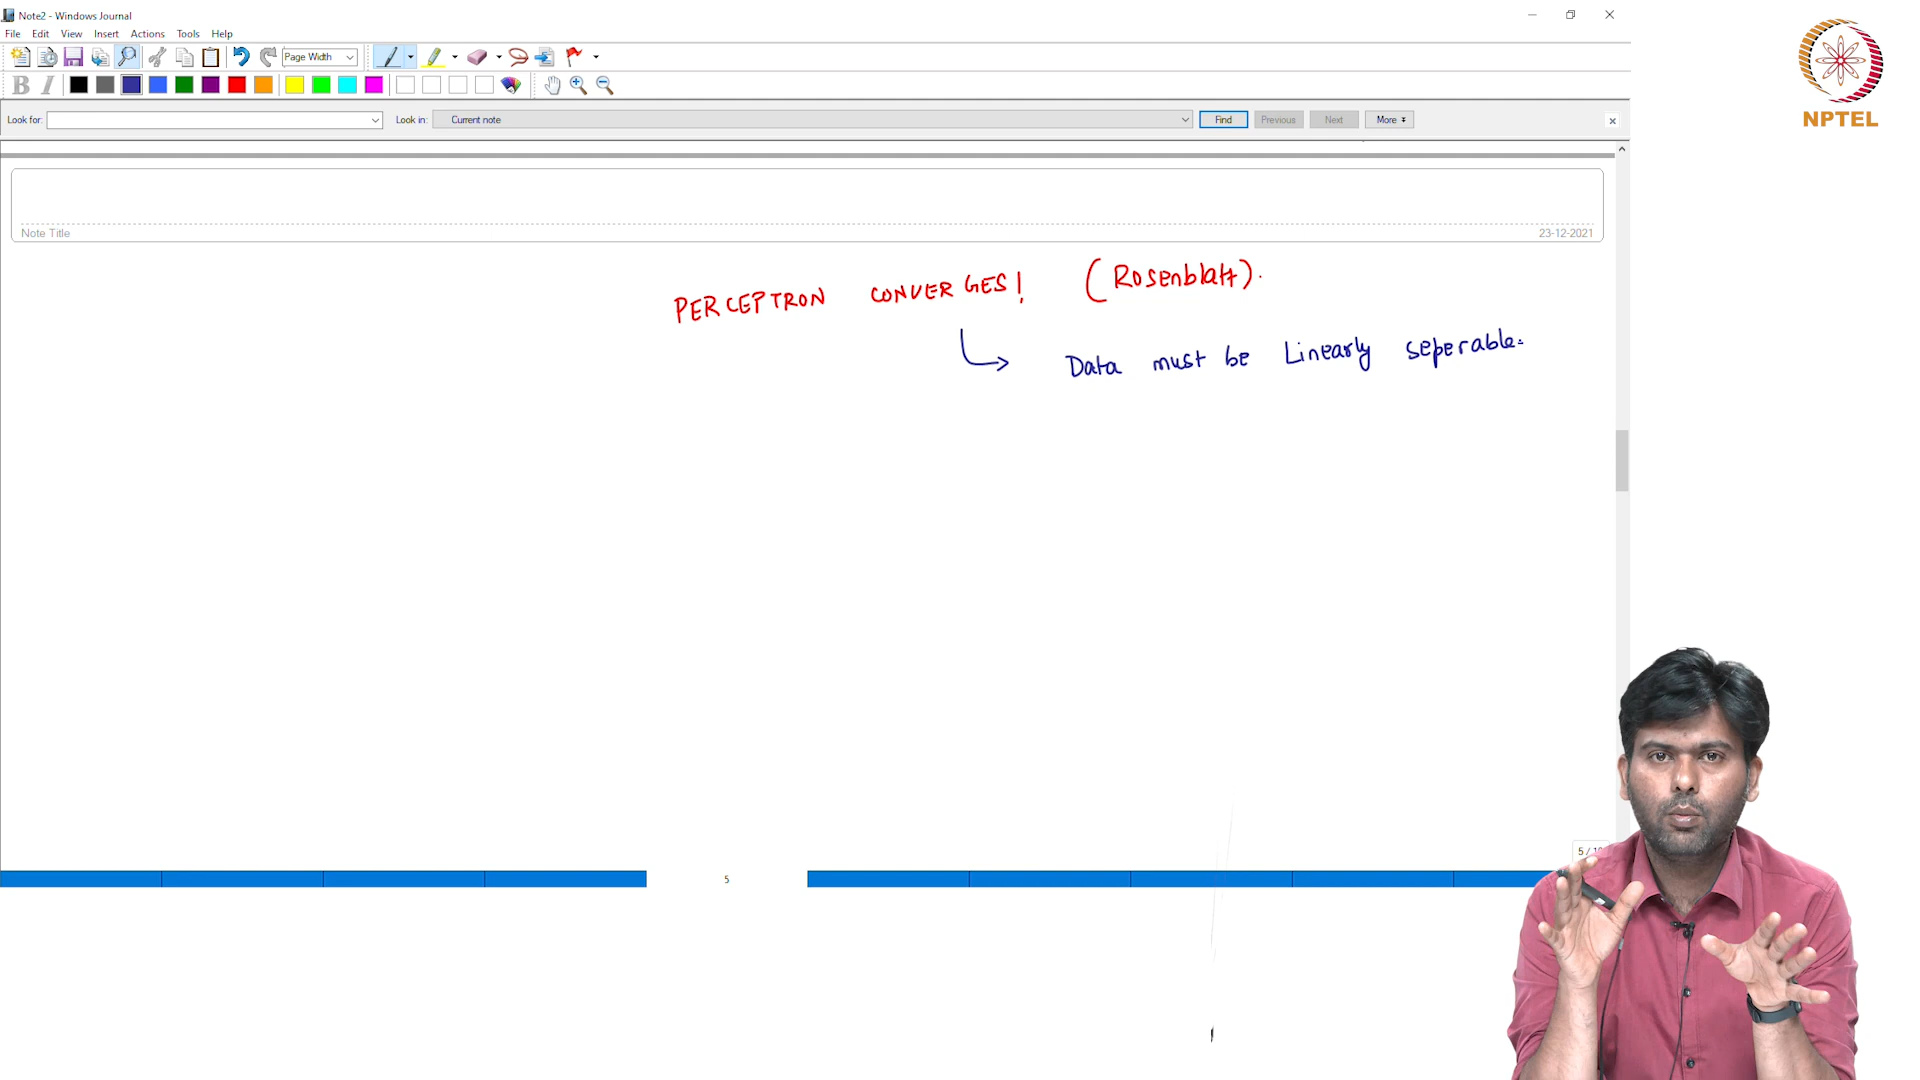 Note2 - Windows Journal
File Edit View Insert Actions Tools Help
Page Width
B I
Look for: Look in: Current note Find Previous Next More
NPTEL
Note Title
23-12-2021
PERCEPTRON CONVERGES! (Rosenblatt).
Data must be Linearly seperable.
5 /
5